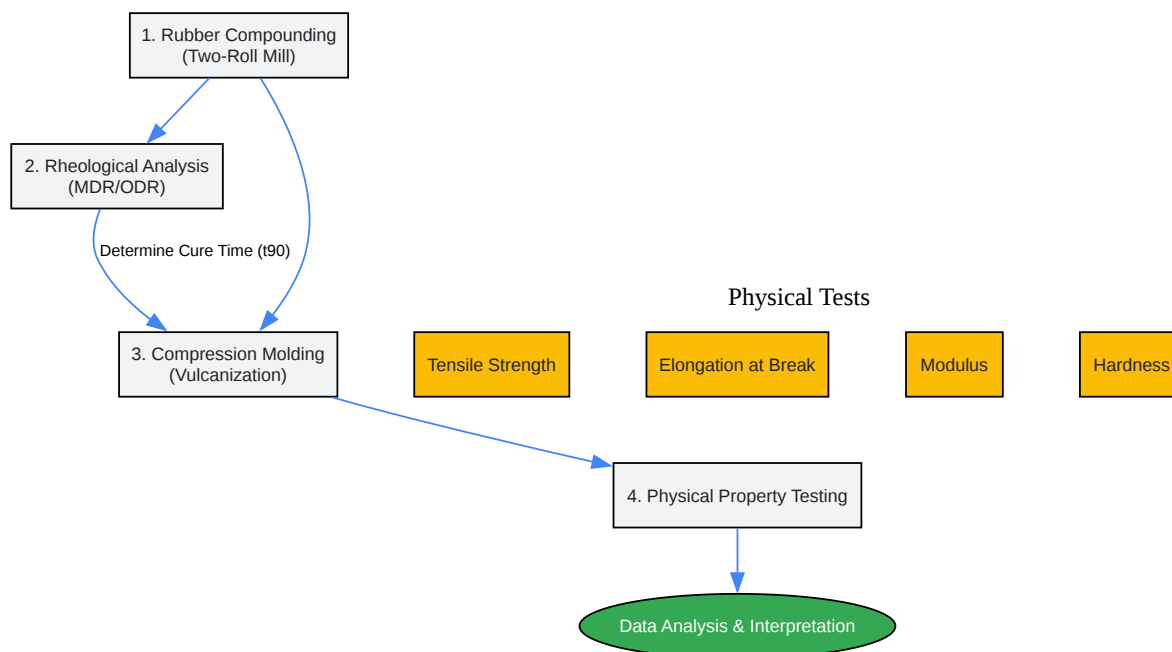 1. Rubber Compounding
(Two-Roll Mill)
2. Rheological Analysis
(MDR/ODR)
Determine Cure Time (t90)
Physical Tests
3. Compression Molding
(Vulcanization)
Tensile Strength
Elongation at Break
Modulus
Hardness
4. Physical Property Testing
Data Analysis & Interpretation